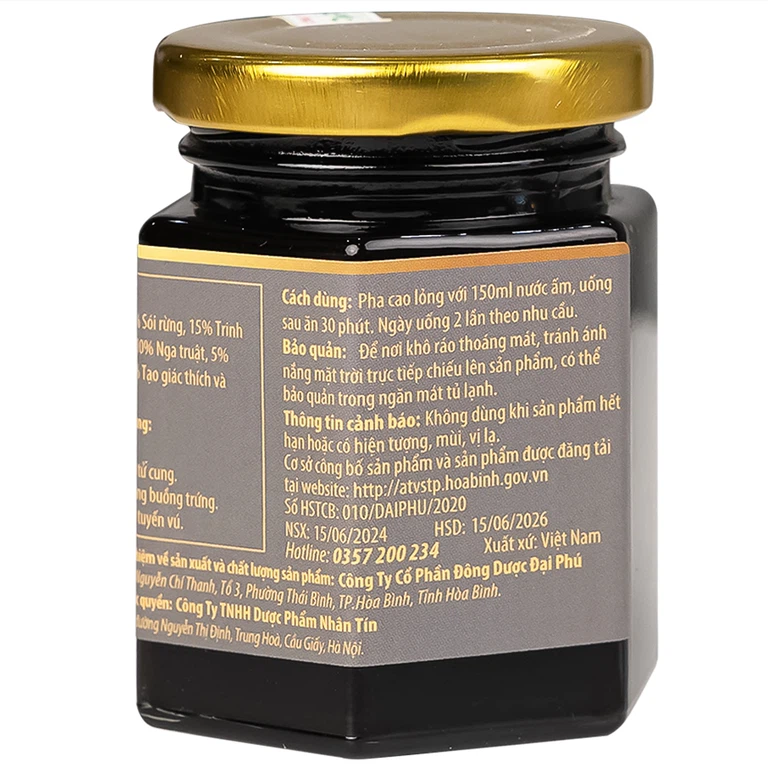 Sói rừng, 15% Trinh
0% Nga truật, 5%
Tạo giác thích và
ng:
tử cung.
ng buồng trứng.
tuyến vú.
Cách dùng: Pha cao lỏng với 150ml nước ấm, uống
sau ăn 30 phút. Ngày uống 2 lần theo nhu cầu.
Bảo quản: Để nơi khô ráo thoáng mát, tránh ánh
nắng mặt trời trực tiếp chiếu lên sản phẩm, có thể
bảo quản trong ngăn mát tủ lạnh.
Thông tin cảnh báo: Không dùng khi sản phẩm hết
hạn hoặc có hiện tượng, mùi, vị lạ.
Cơ sở công bố sản phẩm và sản phẩm được đăng tải
tại website: http://atvstp.hoabinh.gov.vn
Số HSTCB: 010/DAIPHU/2020
NSX: 15/06/2024 HSD: 15/06/2026
Hotline: 0357 200 234 Xuất xứ: Việt Nam
iệm về sản xuất và chất lượng sản phẩm: Công Ty Cổ Phần Đông Dược Đại Phú
Nguyễn Chí Thanh, Tổ 3, Phường Thái Bình, TP.Hòa Bình, Tỉnh Hòa Bình.
quyền: Công Ty TNHH Dược Phẩm Nhân Tín
đường Nguyễn Thị Định, Trung Hoà, Cầu Giấy, Hà Nội.